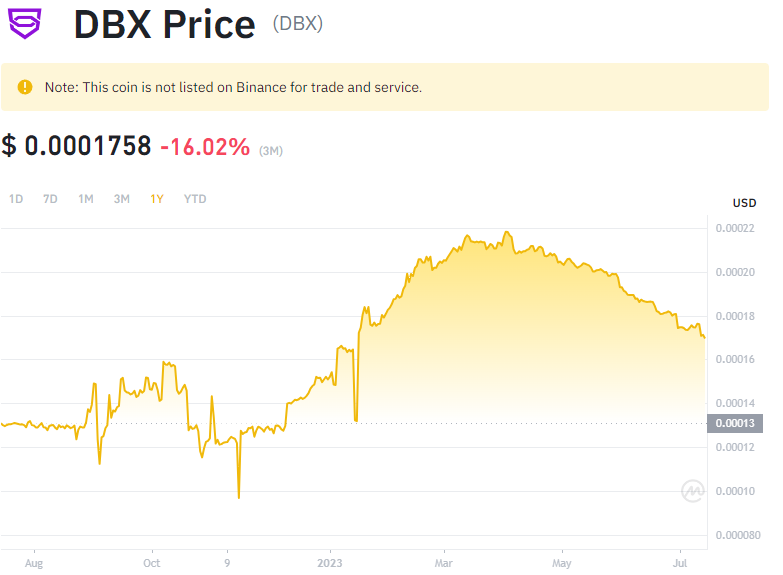 DBX Price (DBX)
Note: This coin is not listed on Binance for trade and service.
$ 0.0001758 -16.02% (3M)
1D 7D 1M 3M 1Y YTD
USD
0.00022
0.00020
0.00018
0.00016
0.00014
0.00013
0.00012
0.00010
0.000080
Aug Oct 9 2023 Mar May Jul